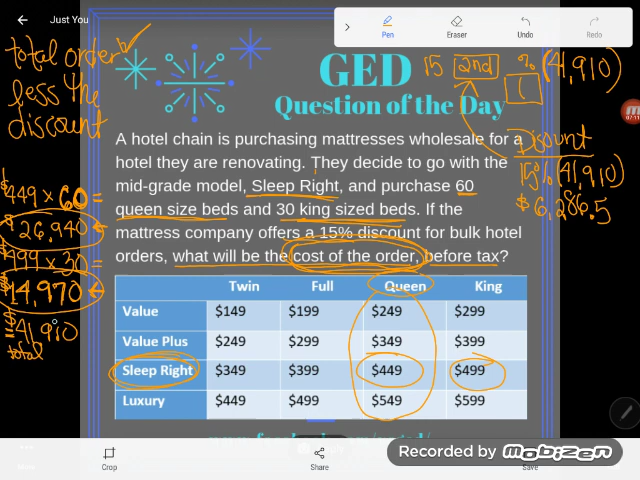 Just You
Pen
Eraser
Undo
Redo
total order
less the
discount
GED
Question of the Day
15 2nd % (41,910)
(
A hotel chain is purchasing mattresses wholesale for a
hotel they are renovating. They decide to go with the
mid-grade model, Sleep Right, and purchase 60
queen size beds and 30 king sized beds. If the
mattress company offers a 15% discount for bulk hotel
orders, what will be the cost of the order, before tax?
Discount
15% (41,910)
$6,286.5
$449 x 60 =
$26,940
$499 x 30 =
$14,970
= 41,910
total
Twin Full Queen King
Value $149 $199 $249 $299
Value Plus $249 $299 $349 $399
Sleep Right $349 $399 $449 $499
Luxury $449 $499 $549 $599
Crop
Share
Save
Recorded by mobizen